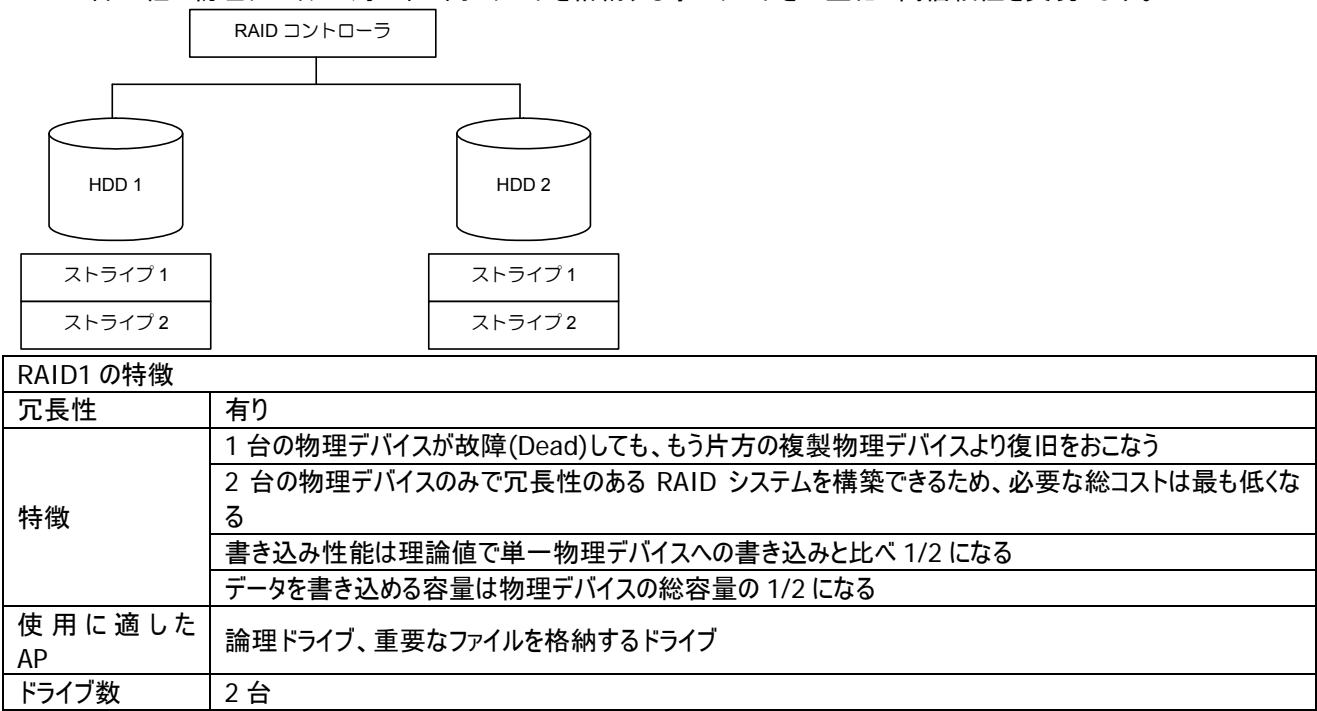 RAID コントローラ
HDD 1
HDD 2
ストライプ 1
ストライプ 1
ストライプ 2
ストライプ 2
RAID1 の特徴
冗長性
有り
特徴
1 台の物理デバイスが故障(Dead)しても、もう片方の複製物理デバイスより復旧をおこなう
2 台の物理デバイスのみで冗長性のある RAID システムを構築できるため、必要な総コストは最も低くな
る
書き込み性能は理論値で単一物理デバイスへの書き込みと比べ 1/2 になる
データを書き込める容量は物理デバイスの総容量の 1/2 になる
使用に適した
AP
論理ドライブ、重要なファイルを格納するドライブ
ドライブ数
2 台